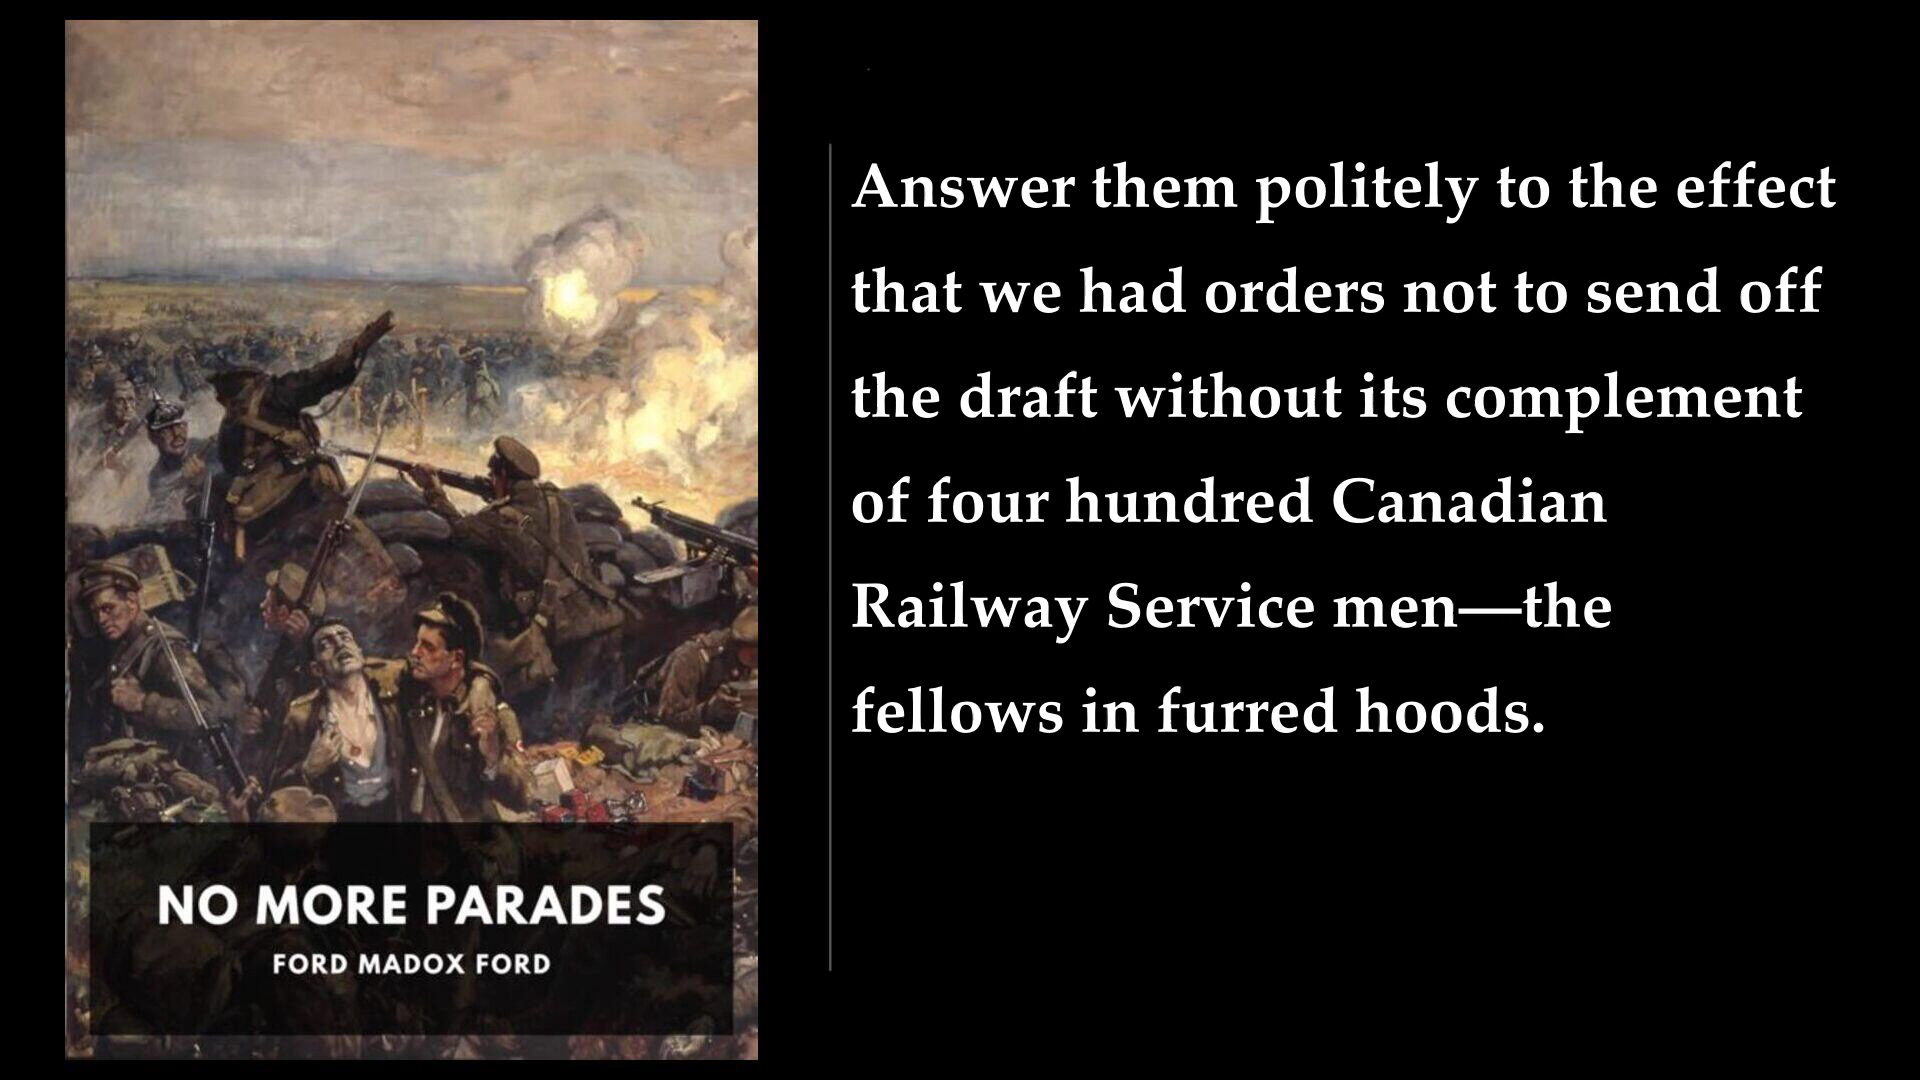 Answer them politely to the effect
that we had orders not to send off
the draft without its complement
of four hundred Canadian
Railway Service men—the
fellows in furred hoods.
NO MORE PARADES
FORD MADOX FORD